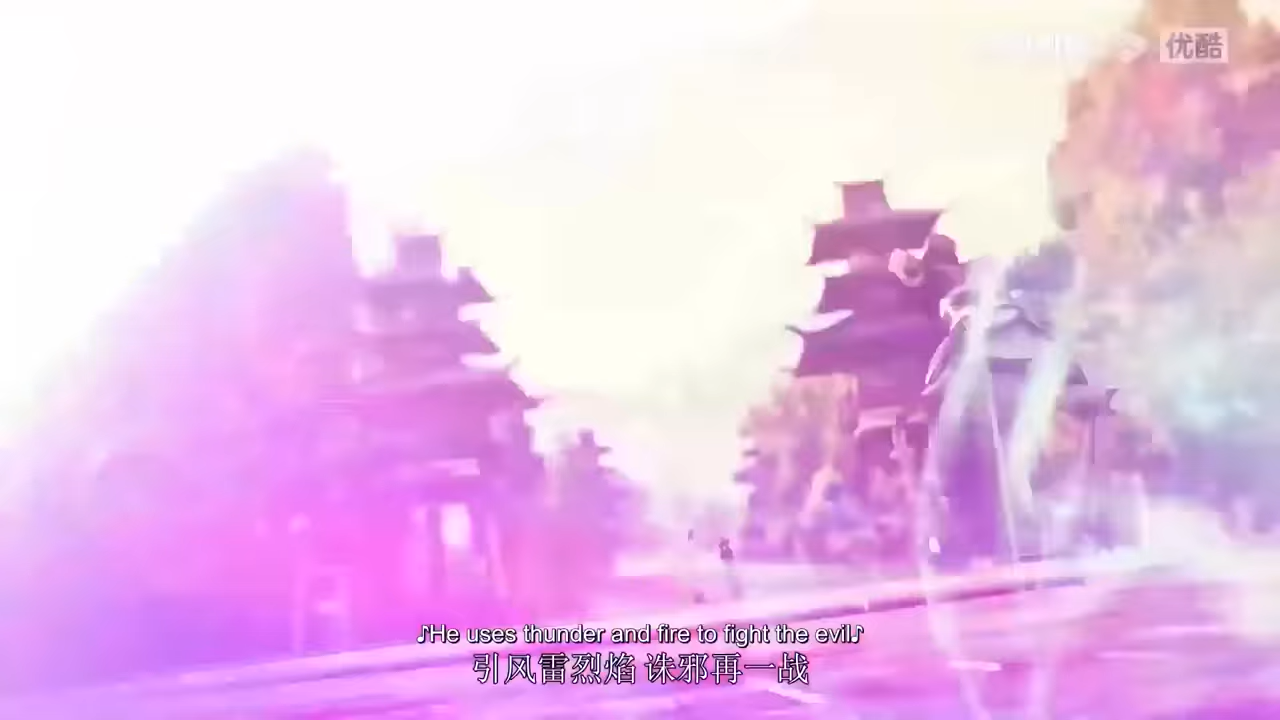 优酷
♪He uses thunder and fire to fight the evil♪
引风雷烈焰 诛邪再一战